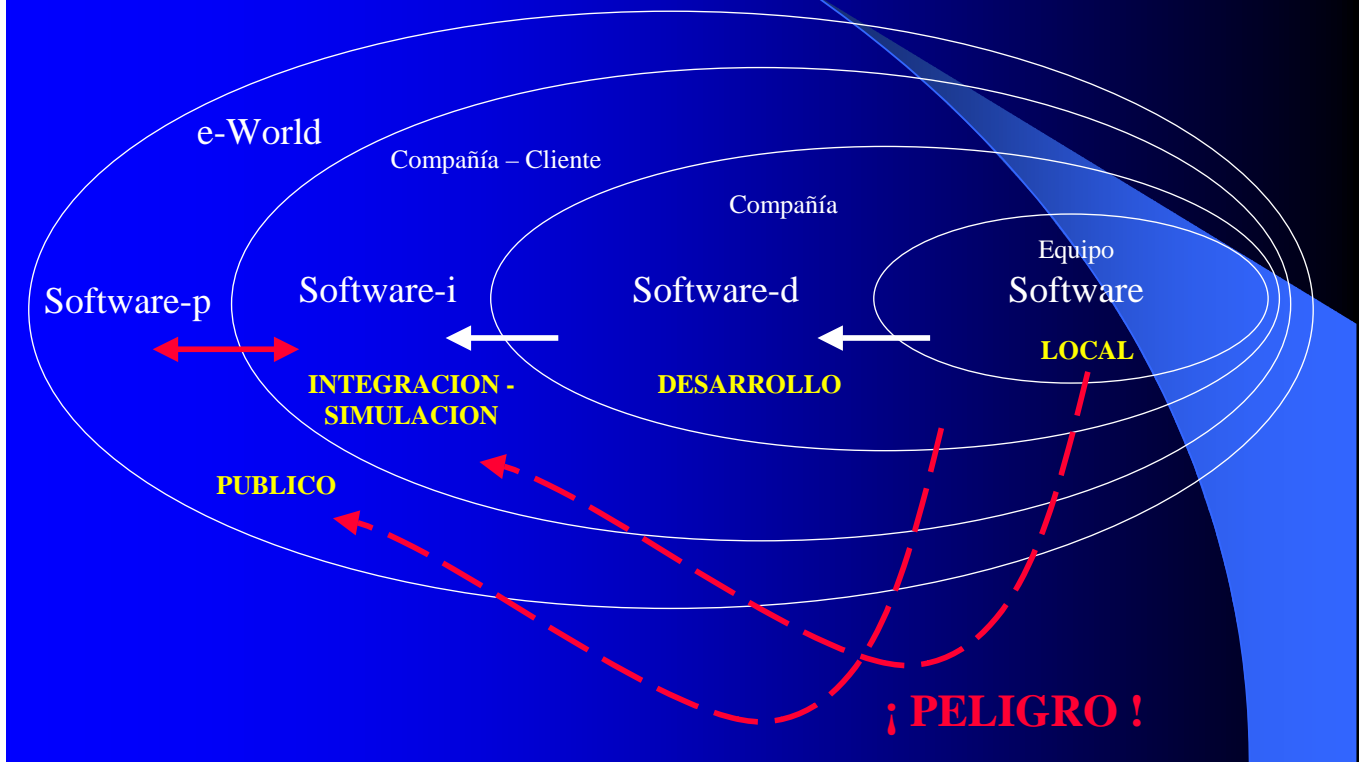 e-World
Compañía – Cliente
Compañía
Equipo
Software-p
Software-i
Software-d
Software
LOCAL
INTEGRACION -
SIMULACION
DESARROLLO
PUBLICO
¡ PELIGRO !